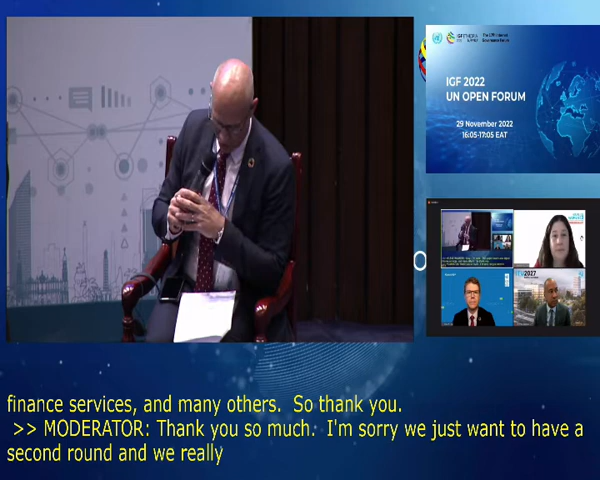 IGF 2022
UN OPEN FORUM
29 November 2022
16:05-17:05 EAT
2027
finance services, and many others.  So thank you.
>> MODERATOR: Thank you so much.  I'm sorry we just want to have a
second round and we really